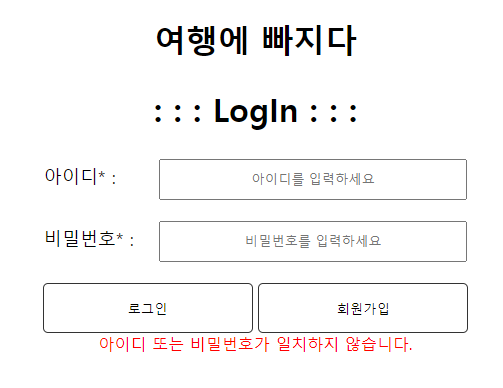 여행에 빠지다
: : : LogIn : : :
아이디* : 아이디를 입력하세요
비밀번호* : 비밀번호를 입력하세요
로그인 회원가입
아이디 또는 비밀번호가 일치하지 않습니다.